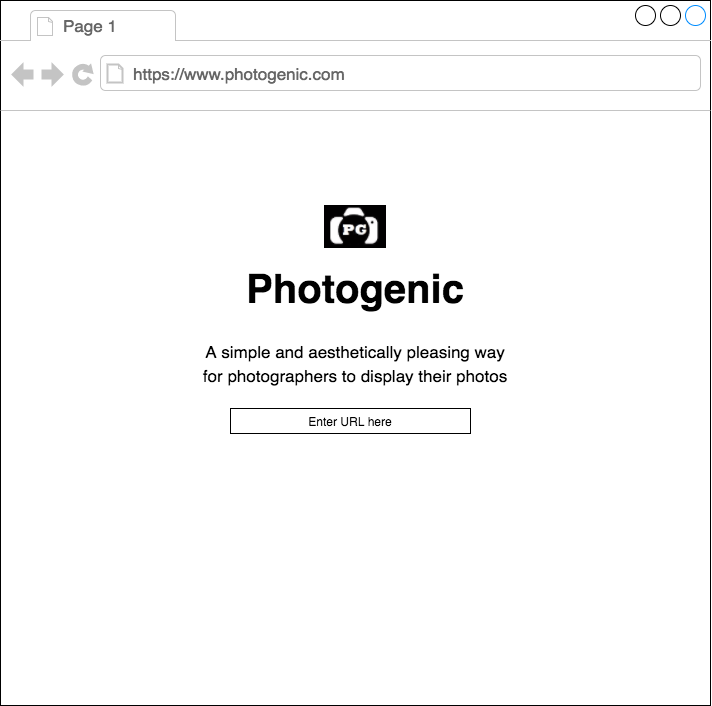 Page 1
https://www.photogenic.com
PG
Photogenic
A simple and aesthetically pleasing way
for photographers to display their photos
Enter URL here